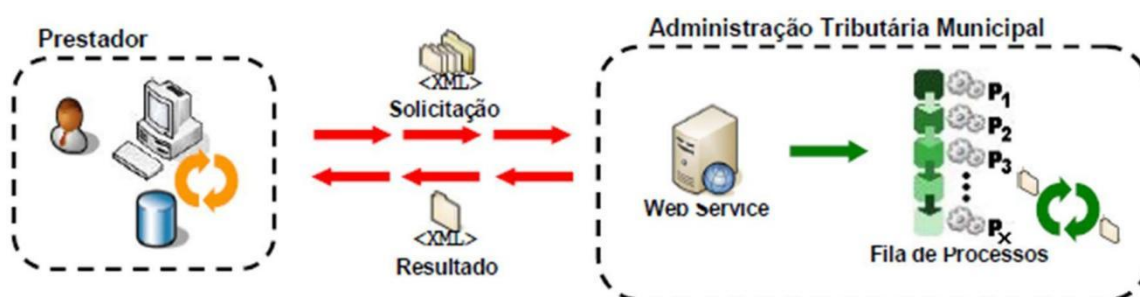 Prestador
<XML>
Solicitação
<XML>
Resultado
Administração Tributária Municipal
Web Service
P1
P2
P3
Px
Fila de Processos